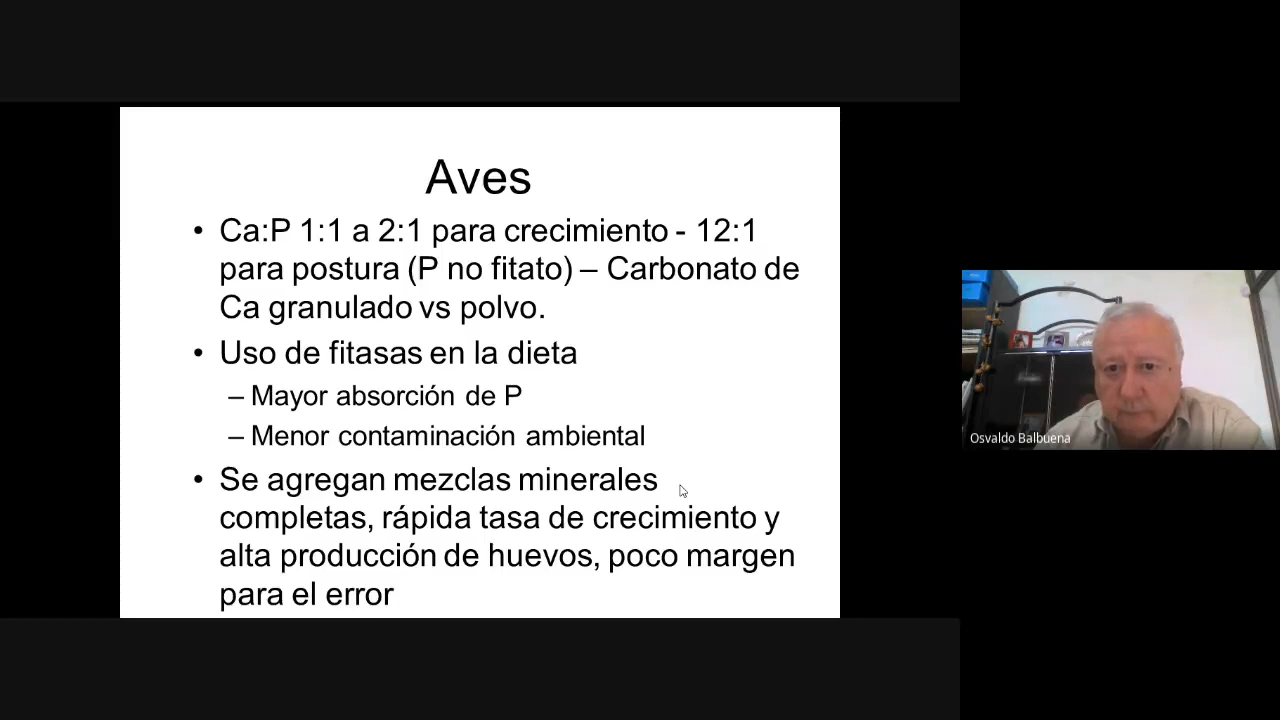 Aves
• Ca:P 1:1 a 2:1 para crecimiento - 12:1
para postura (P no fitato) – Carbonato de
Ca granulado vs polvo.
• Uso de fitasas en la dieta
– Mayor absorción de P
– Menor contaminación ambiental
• Se agregan mezclas minerales
completas, rápida tasa de crecimiento y
alta producción de huevos, poco margen
para el error
Osvaldo Balbuena